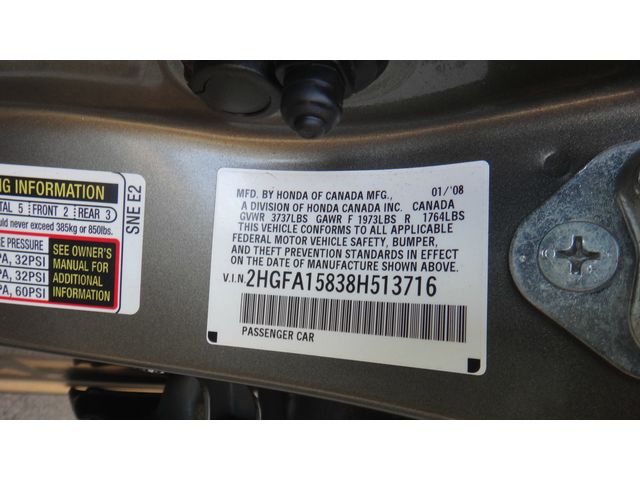 NG INFORMATION
TAL 5 FRONT 2 REAR 3
uld never exceed 385kg or 850lbs.
PA, 32PSI
PA, 32PSI
PA, 60PSI
SEE OWNER'S
MANUAL FOR
ADDITIONAL
INFORMATION
SNE E2
MFD. BY HONDA OF CANADA MFG., 01/'08
A DIVISION OF HONDA CANADA INC. CANADA
GVWR 3737LBS GAWR F 1973LBS R 1764LBS
THIS VEHICLE CONFORMS TO ALL APPLICABLE
FEDERAL MOTOR VEHICLE SAFETY, BUMPER,
AND THEFT PREVENTION STANDARDS IN EFFECT
ON THE DATE OF MANUFACTURE SHOWN ABOVE.
V.I.N. 2HGFA15838H513716
PASSENGER CAR